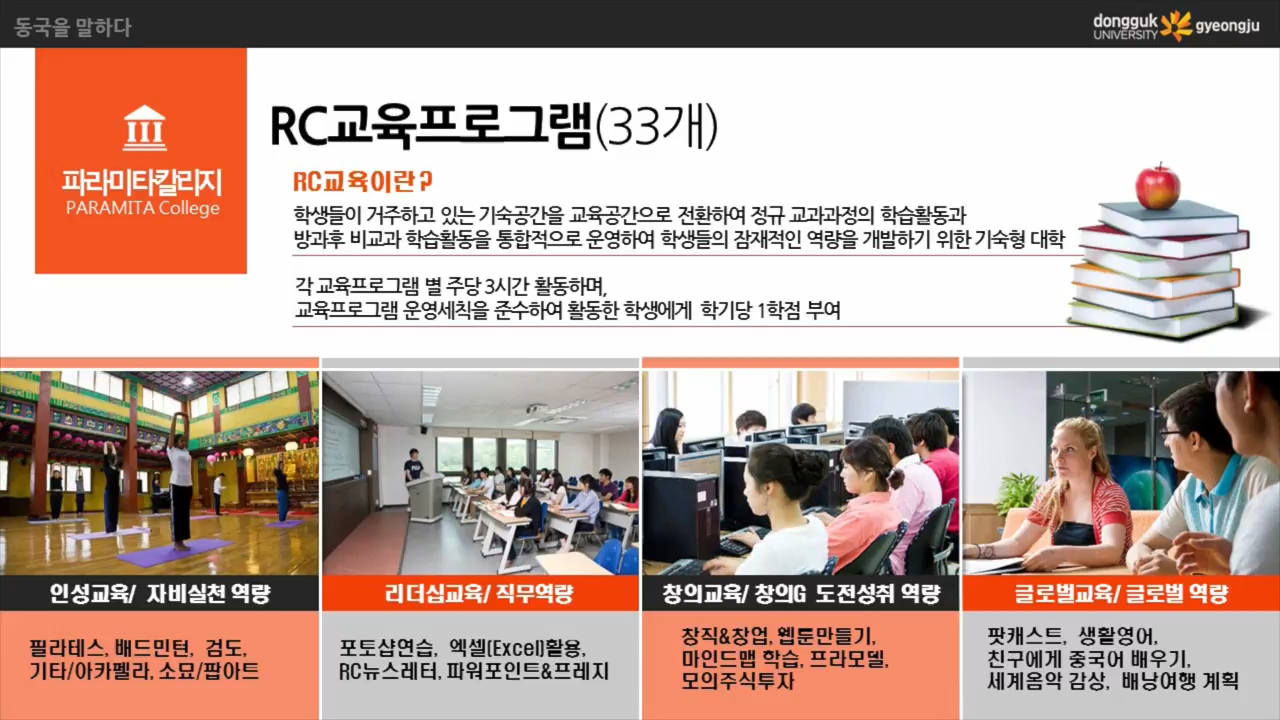 동국을 말하다
dongguk
UNIVERSITY
gyeongju
파라미타칼리지
PARAMITA College
RC교육프로그램(33개)
RC교육이란?
학생들이 거주하고 있는 기숙공간을 교육공간으로 전환하여 정규 교과과정의 학습활동과
방과후 비교과 학습활동을 통합적으로 운영하여 학생들의 잠재적인 역량을 개발하기 위한 기숙형 대학
각 교육프로그램 별 주당 3시간 활동하며,
교육프로그램 운영세칙을 준수하여 활동한 학생에게 학기당 1학점 부여
인성교육/ 자비실천 역량
필라테스, 배드민턴, 검도,
기타/아카펠라, 소묘/팝아트
리더십교육/ 직무역량
포토샵연습, 엑셀(Excel)활용,
RC뉴스레터, 파워포인트&프레지
창의교육/ 창의G 도전성취 역량
창직&창업, 웹툰만들기,
마인드맵 학습, 프라모델,
모의주식투자
글로벌교육/ 글로벌 역량
팟캐스트, 생활영어,
친구에게 중국어 배우기,
세계음악 감상, 배낭여행 계획